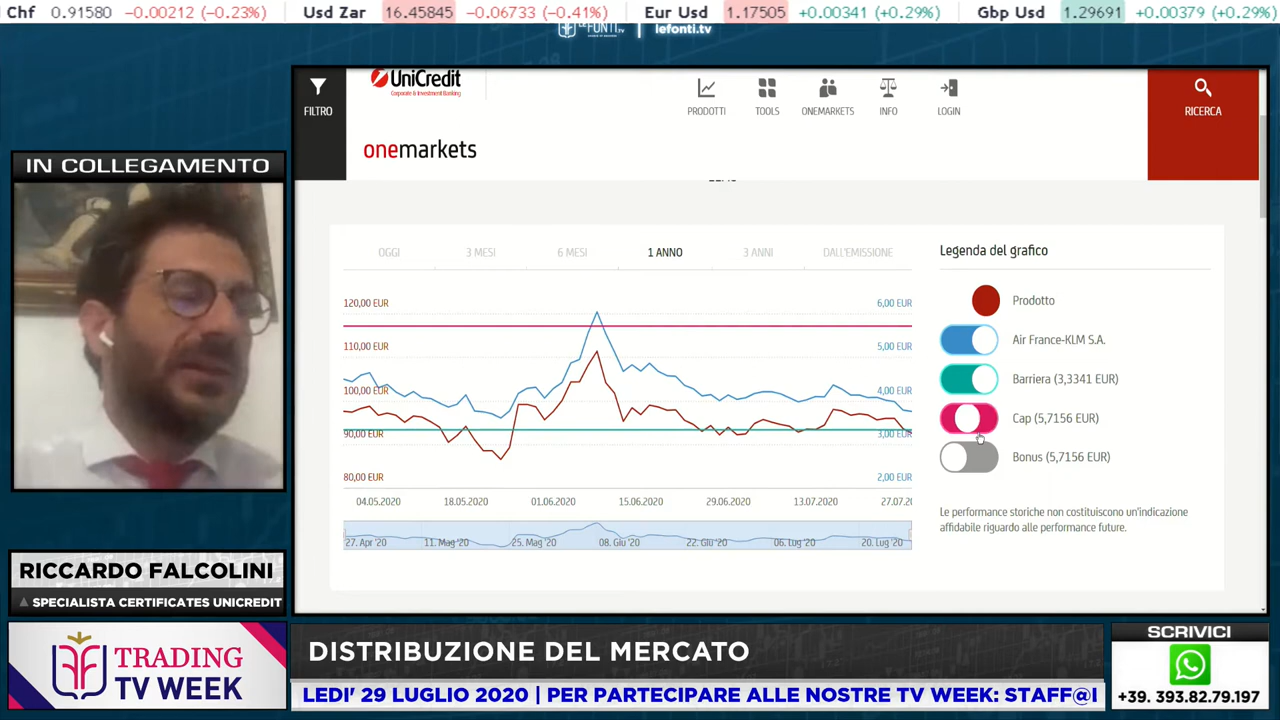 Chf 0.91580 -0.00212 (-0.23%) Usd Zar 16.45845 -0.06733 (-0.41%) Eur Usd 1.17505 +0.00341 (+0.29%) Gbp Usd 1.29691 +0.00379 (+0.29%)
LE FONTI.TV lefonti.tv
FILTRO
UniCredit
Corporate & Investment Banking
PRODOTTI TOOLS ONEMARKETS INFO LOGIN
RICERCA
onemarkets
IN COLLEGAMENTO
OGGI 3 MESI 6 MESI 1 ANNO 3 ANNI DALL'EMISSIONE
120,00 EUR 6,00 EUR
110,00 EUR 5,00 EUR
100,00 EUR 4,00 EUR
90,00 EUR 3,00 EUR
80,00 EUR 2,00 EUR
04.05.2020 18.05.2020 01.06.2020 15.06.2020 29.06.2020 13.07.2020 27.07.20
27. Apr '20 11. Mag '20 25. Mag '20 08. Giu '20 22. Giu '20 06. Lug '20 20. Lug '20
Legenda del grafico
Prodotto
Air France-KLM S.A.
Barriera (3,3341 EUR)
Cap (5,7156 EUR)
Bonus (5,7156 EUR)
Le performance storiche non costituiscono un'indicazione
affidabile riguardo alle performance future.
RICCARDO FALCOLINI
SPECIALISTA CERTIFICATES UNICREDIT
TRADING
TV WEEK
DISTRIBUZIONE DEL MERCATO
LEDI' 29 LUGLIO 2020 | PER PARTECIPARE ALLE NOSTRE TV WEEK: STAFF@
SCRIVICI
+39. 393.82.79.197